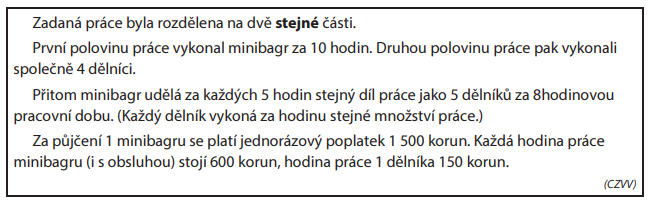 Zadaná práce byla rozdělena na dvě stejné části.
První polovinu práce vykonal minibagr za 10 hodin. Druhou polovinu práce pak vykonali
společně 4 dělníci.
Přitom minibagr udělá za každých 5 hodin stejný díl práce jako 5 dělníků za 8hodinovou
pracovní dobu. (Každý dělník vykoná za hodinu stejné množství práce.)
Za půjčení 1 minibagru se platí jednorázový poplatek 1 500 korun. Každá hodina práce
minibagru (i s obsluhou) stojí 600 korun, hodina práce 1 dělníka 150 korun.
(CZVV)